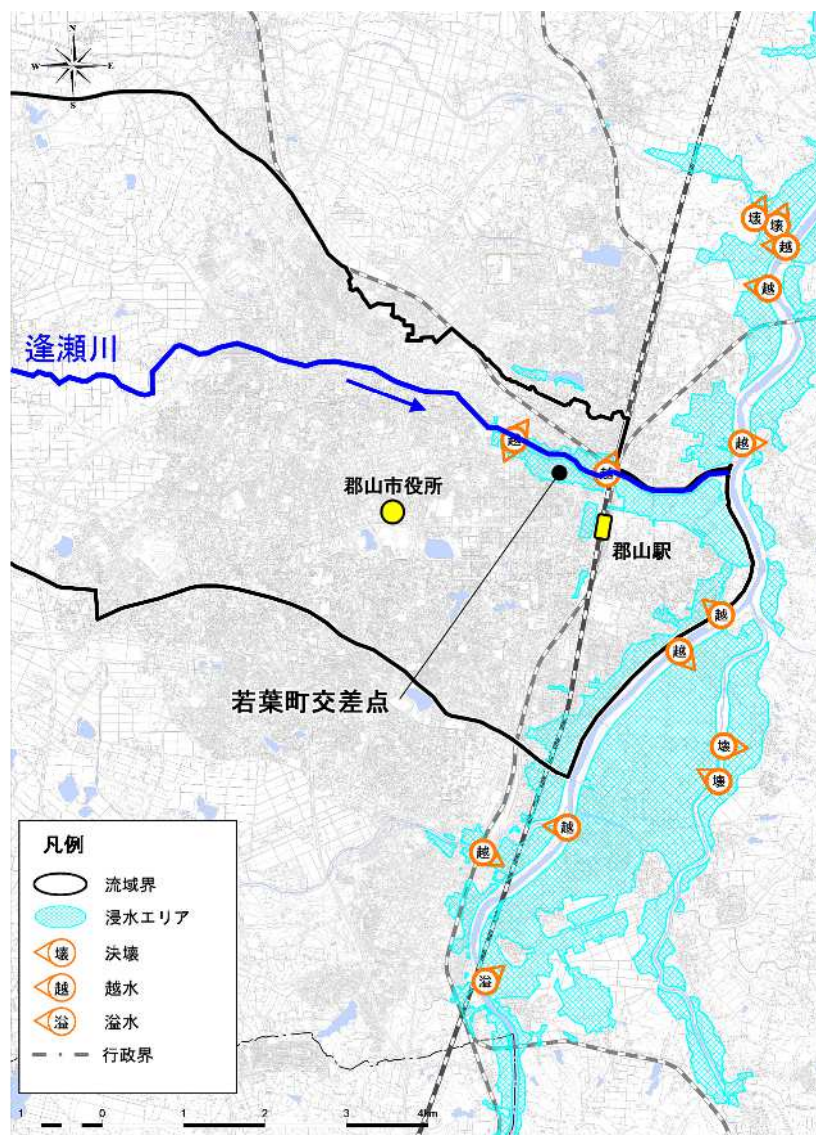 N
W E
S
壊 壊
越
越
逢瀬川
越
越
越
郡山市役所
郡山駅
越
越
若葉町交差点
壊
壊
越
越
溢
凡例
流域界
浸水エリア
壊 決壊
越 越水
溢 溢水
行政界
1 0 1 2 3 4km